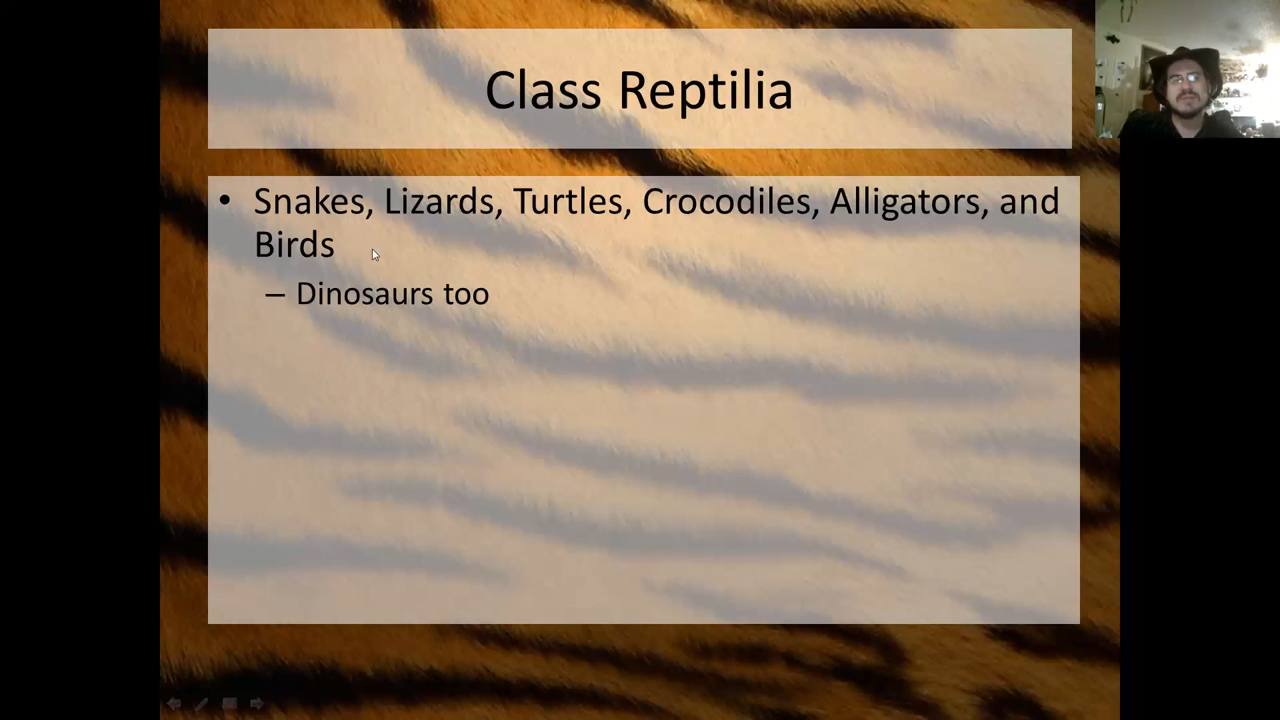 Class Reptilia
• Snakes, Lizards, Turtles, Crocodiles, Alligators, and
Birds
– Dinosaurs too